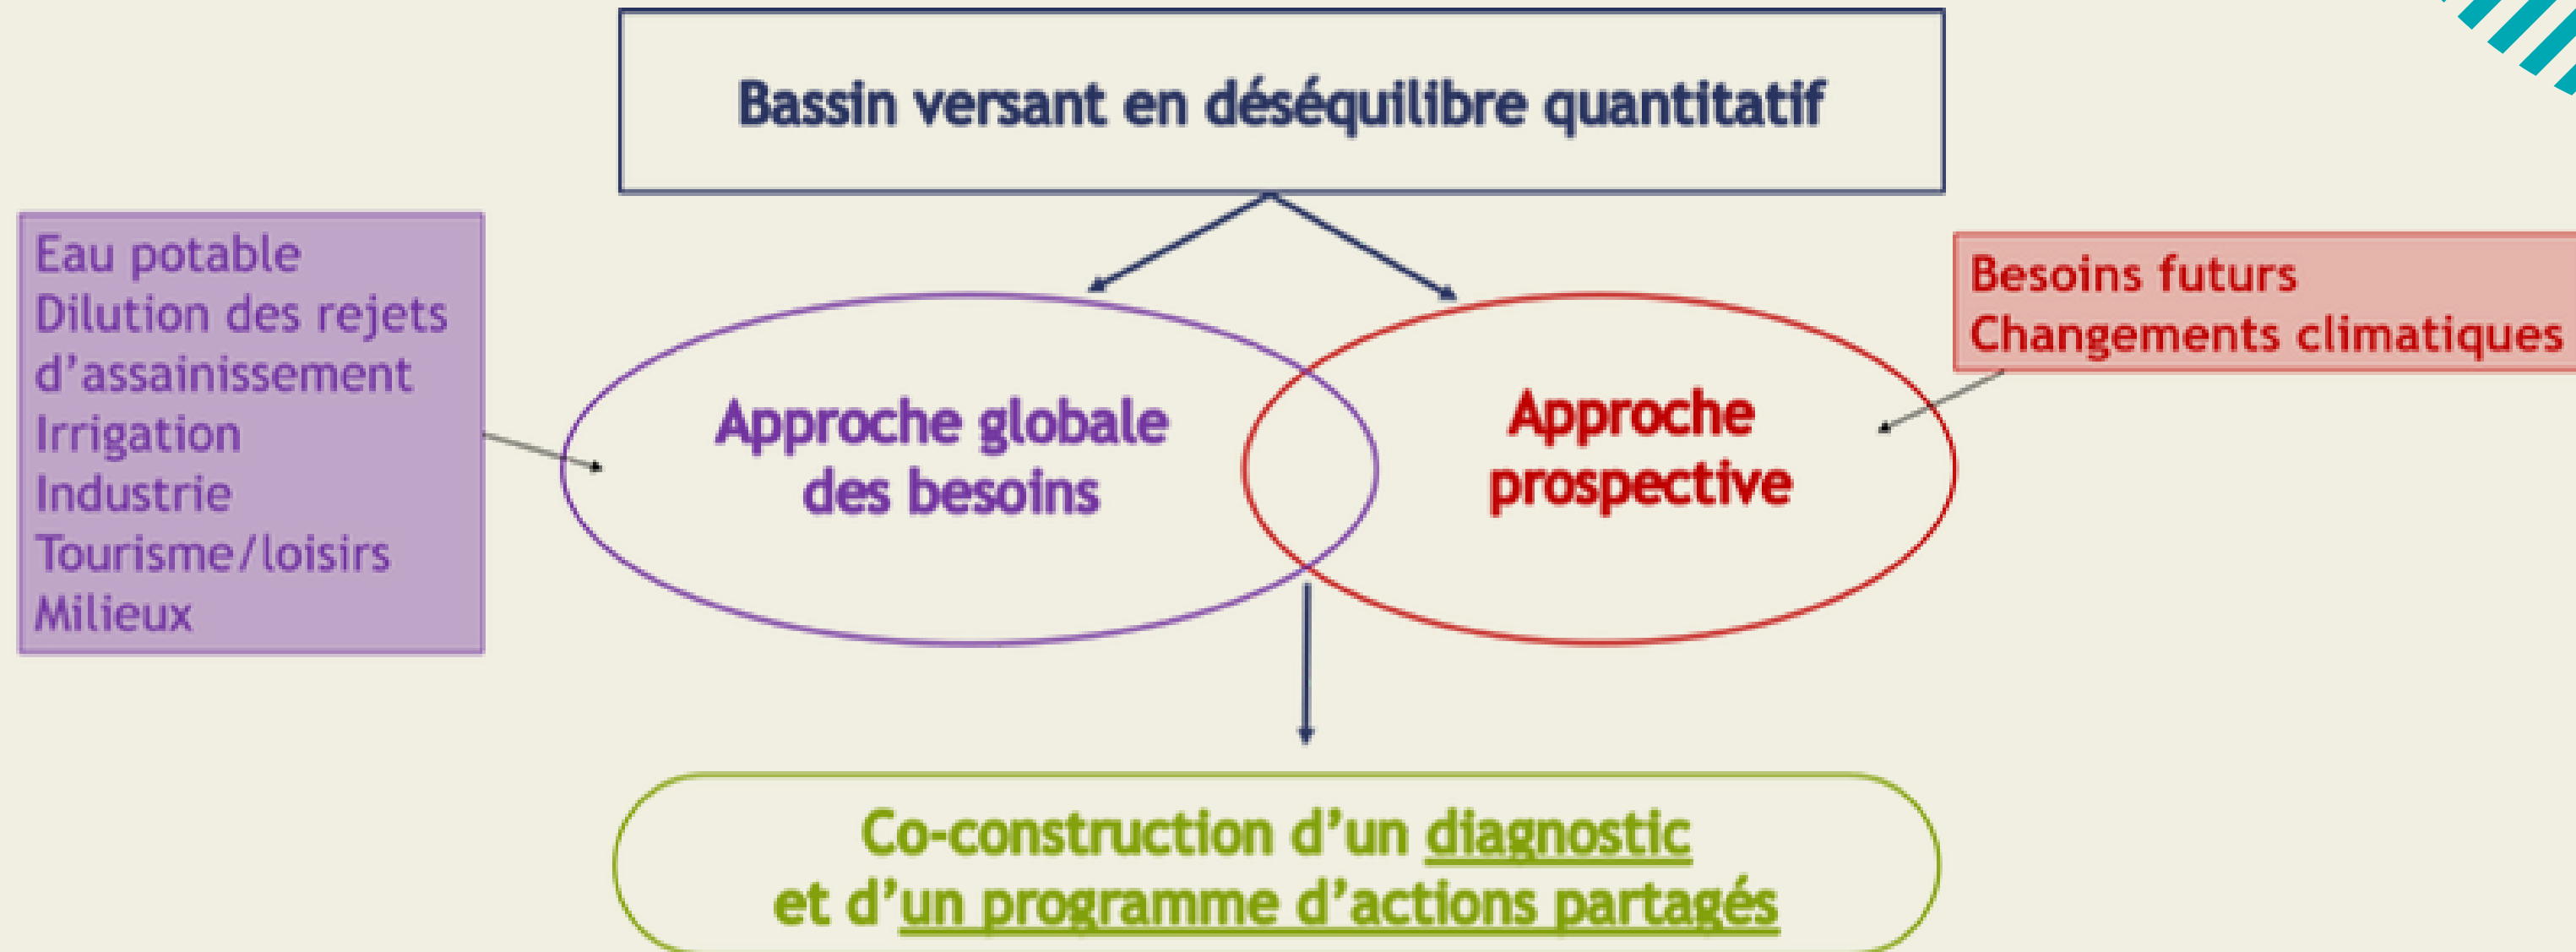 Bassin versant en déséquilibre quantitatif
Eau potable
Dilution des rejets
d’assainissement
Irrigation
Industrie
Tourisme/loisirs
Milieux
Besoins futurs
Changements climatiques
Approche globale
des besoins
Approche
prospective
Co-construction d’un diagnostic
et d’un programme d’actions partagés